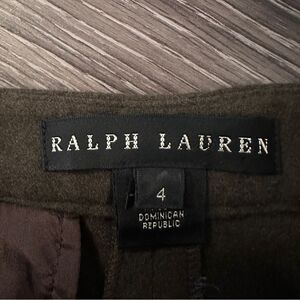 RALPH LAUREN
4
DOMINICAN
REPUBLIC